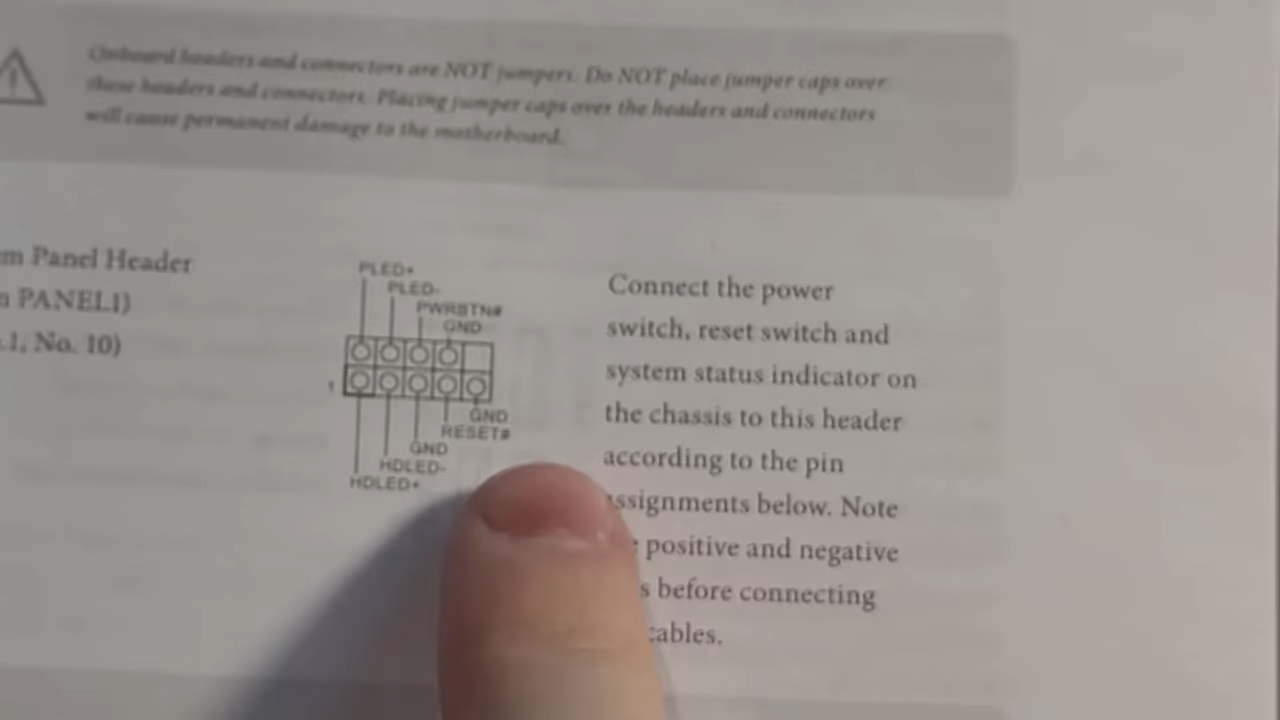 Onboard headers and connectors are NOT jumpers. Do NOT place jumper caps over
these headers and connectors. Placing jumper caps over the headers and connectors
will cause permanent damage to the motherboard.
m Panel Header
PANEL1)
1, No. 10)
PLED+
PLED-
PWRBTN#
GND
1
GND
RESET#
GND
HDLED-
HDLED+
Connect the power
switch, reset switch and
system status indicator on
the chassis to this header
according to the pin
ssignments below. Note
positive and negative
s before connecting
cables.